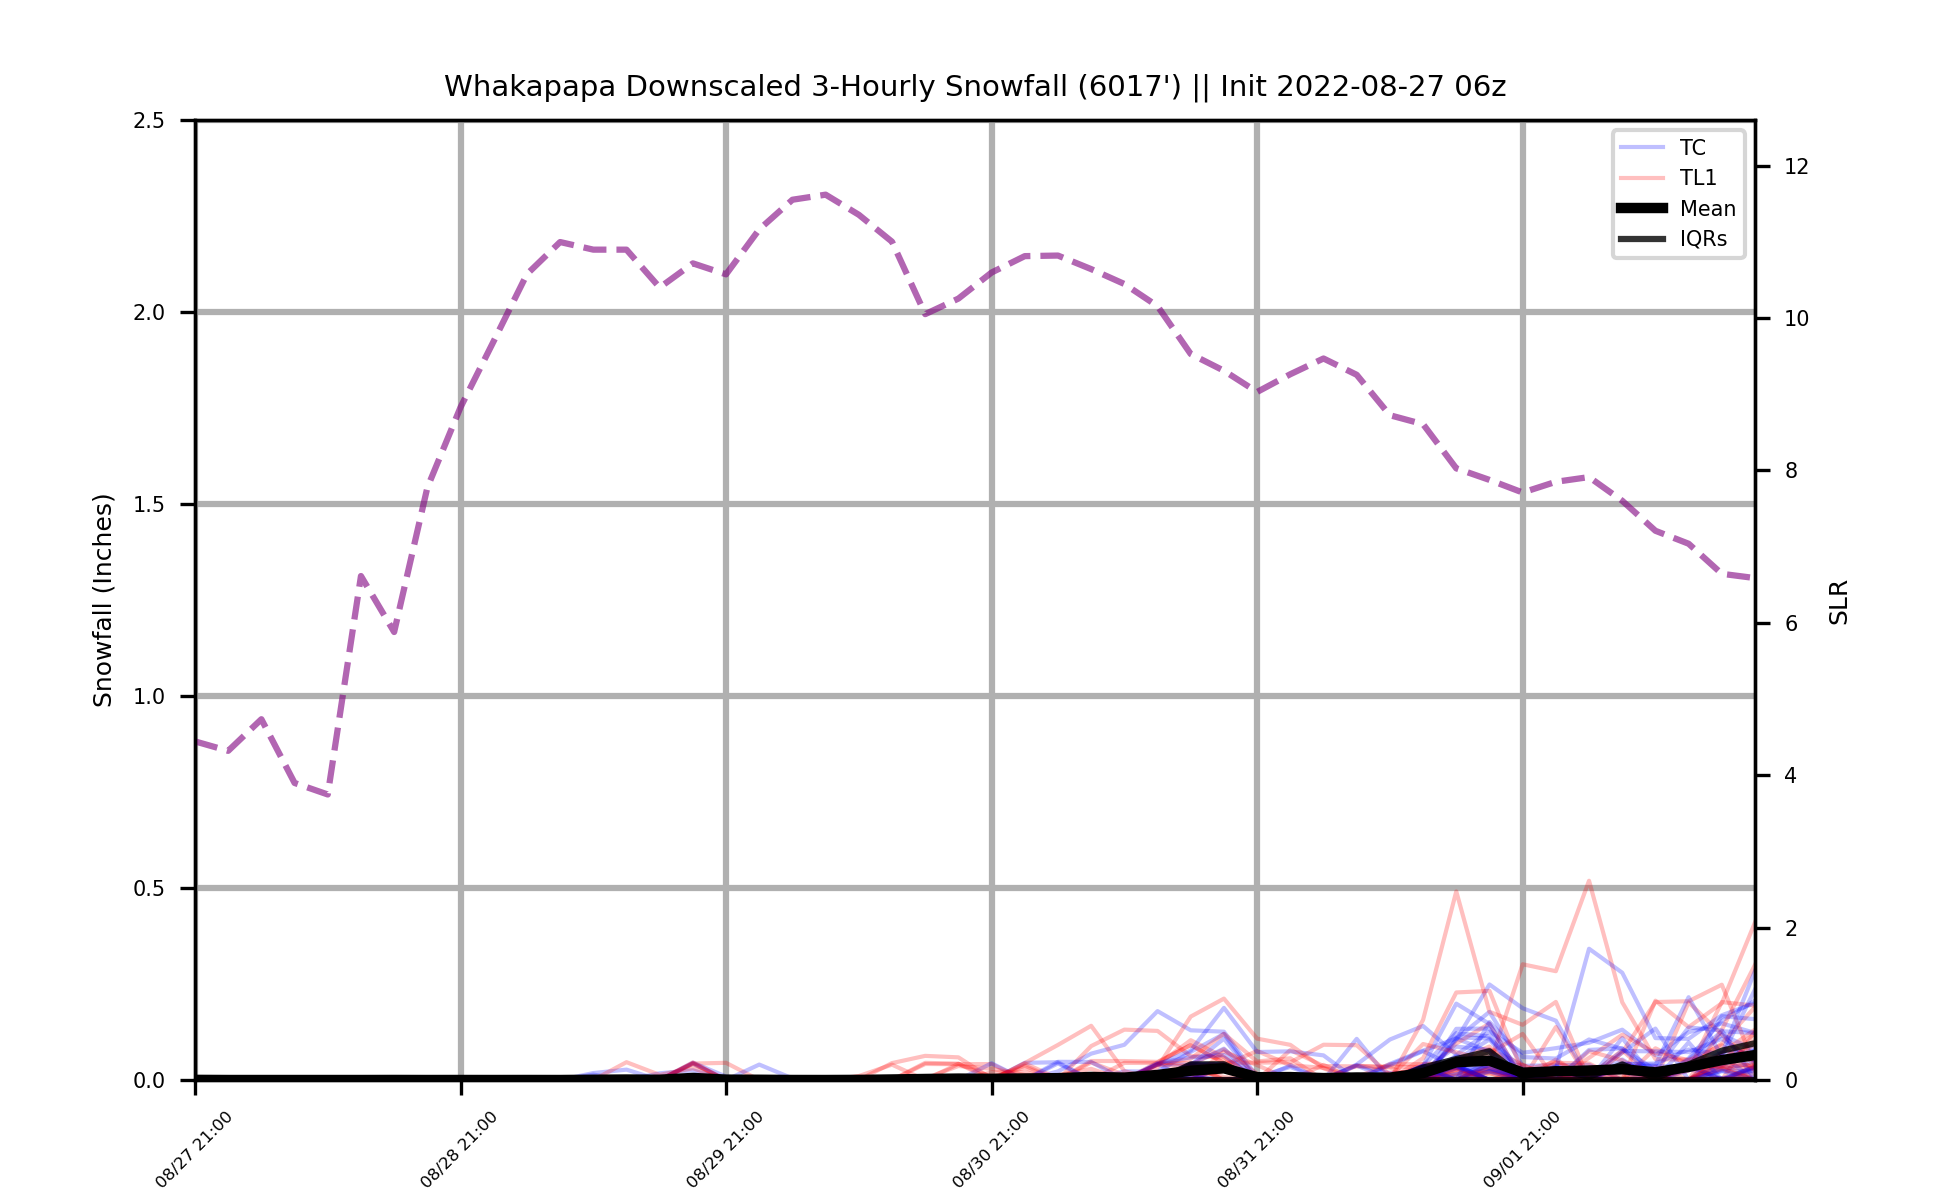 Whakapapa Downscaled 3-Hourly Snowfall (6017') || Init 2022-08-27 06z
TC
TL1
Mean
IQRs
Snowfall (Inches)
2.5
2.0
1.5
1.0
0.5
0.0
12
10
8
6
4
2
0
SLR
08/27 21:00
08/28 21:00
08/29 21:00
08/30 21:00
08/31 21:00
09/01 21:00